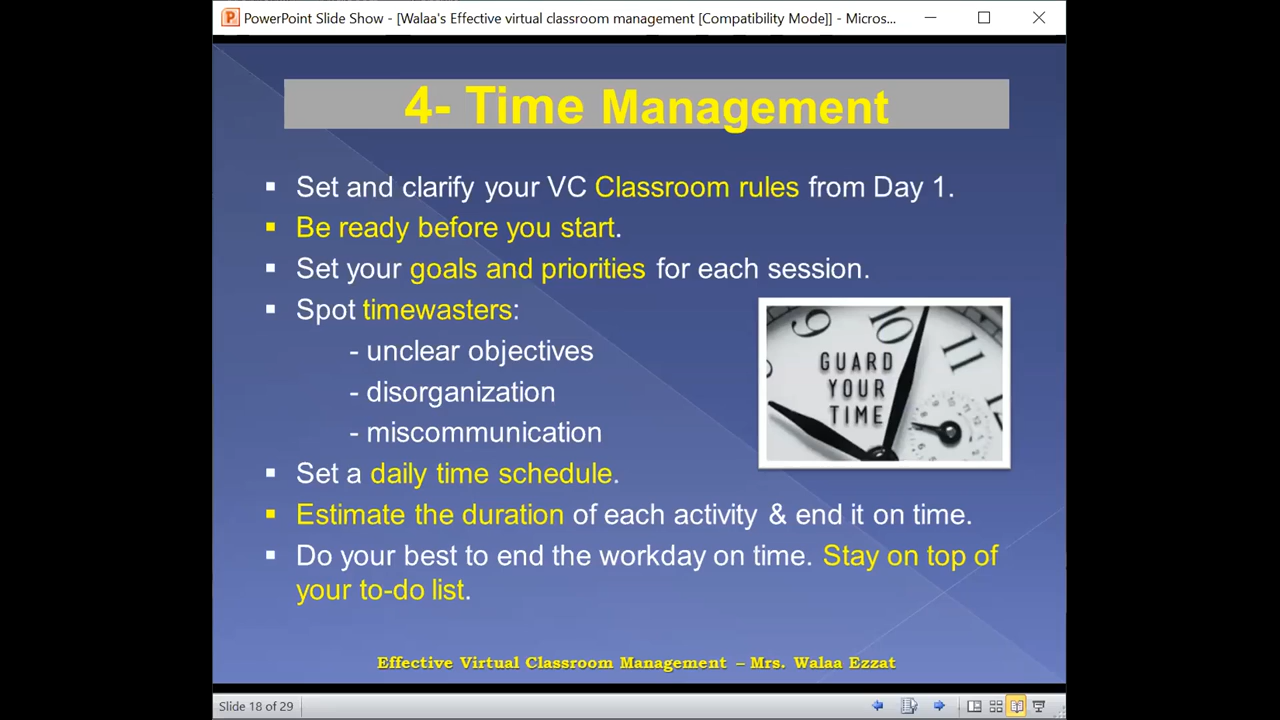 PowerPoint Slide Show - [Walaa's Effective virtual classroom management [Compatibility Mode]] - Micros...
4- Time Management
▪ Set and clarify your VC Classroom rules from Day 1.
▪ Be ready before you start.
▪ Set your goals and priorities for each session.
▪ Spot timewasters:
- unclear objectives
- disorganization
- miscommunication
▪ Set a daily time schedule.
▪ Estimate the duration of each activity & end it on time.
▪ Do your best to end the workday on time. Stay on top of
your to-do list.
9 10 11
GUARD
YOUR
TIME
Effective Virtual Classroom Management – Mrs. Walaa Ezzat
Slide 18 of 29